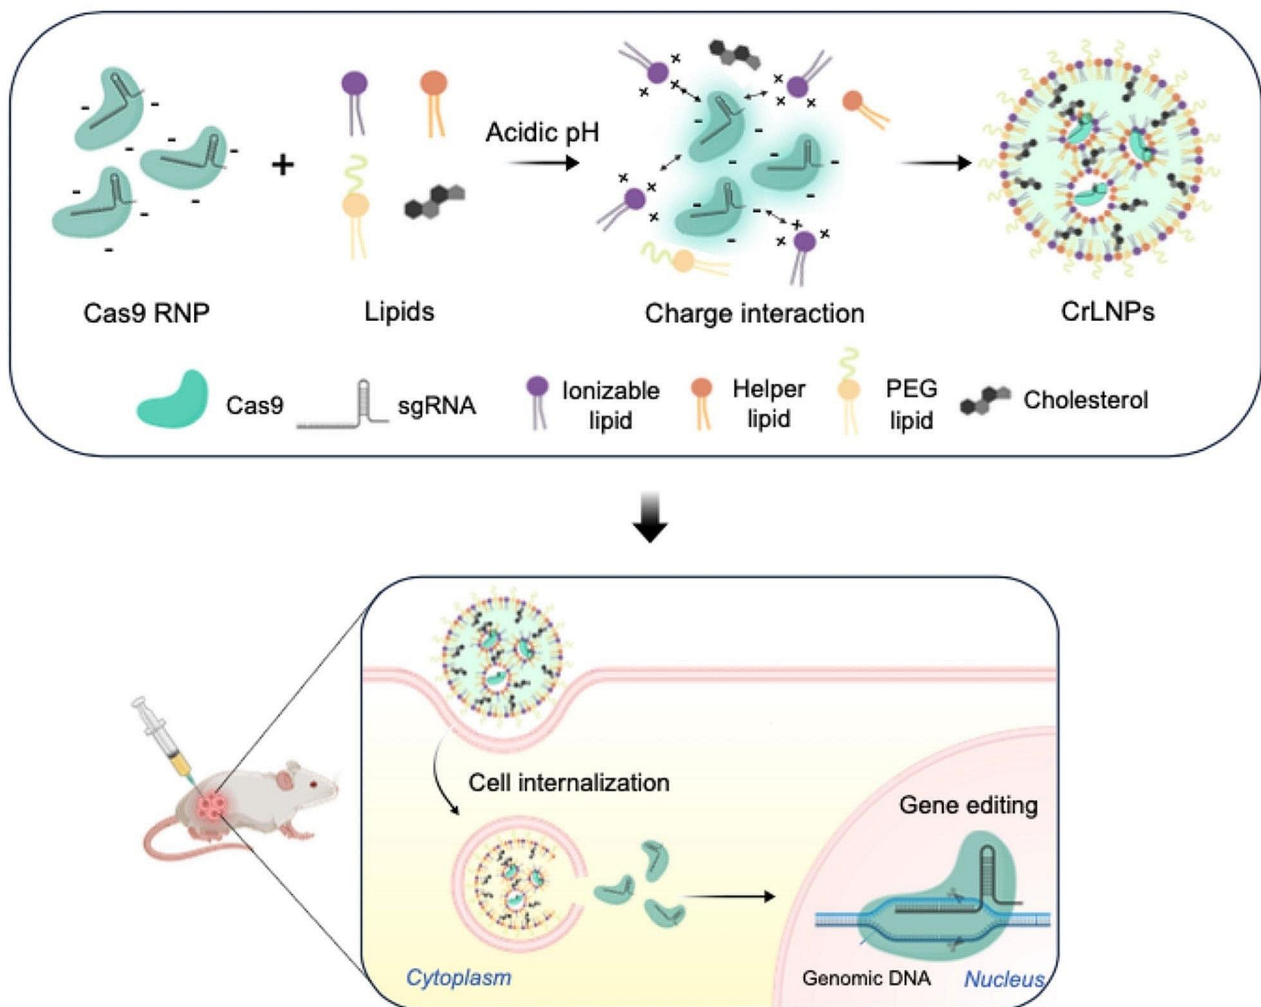 Acidic pH
Cas9 RNP
Lipids
Charge interaction
CrLNPs
Cas9
sgRNA
Ionizable
lipid
Helper
lipid
PEG
lipid
Cholesterol
Cell internalization
Gene editing
Cytoplasm
Genomic DNA
Nucleus